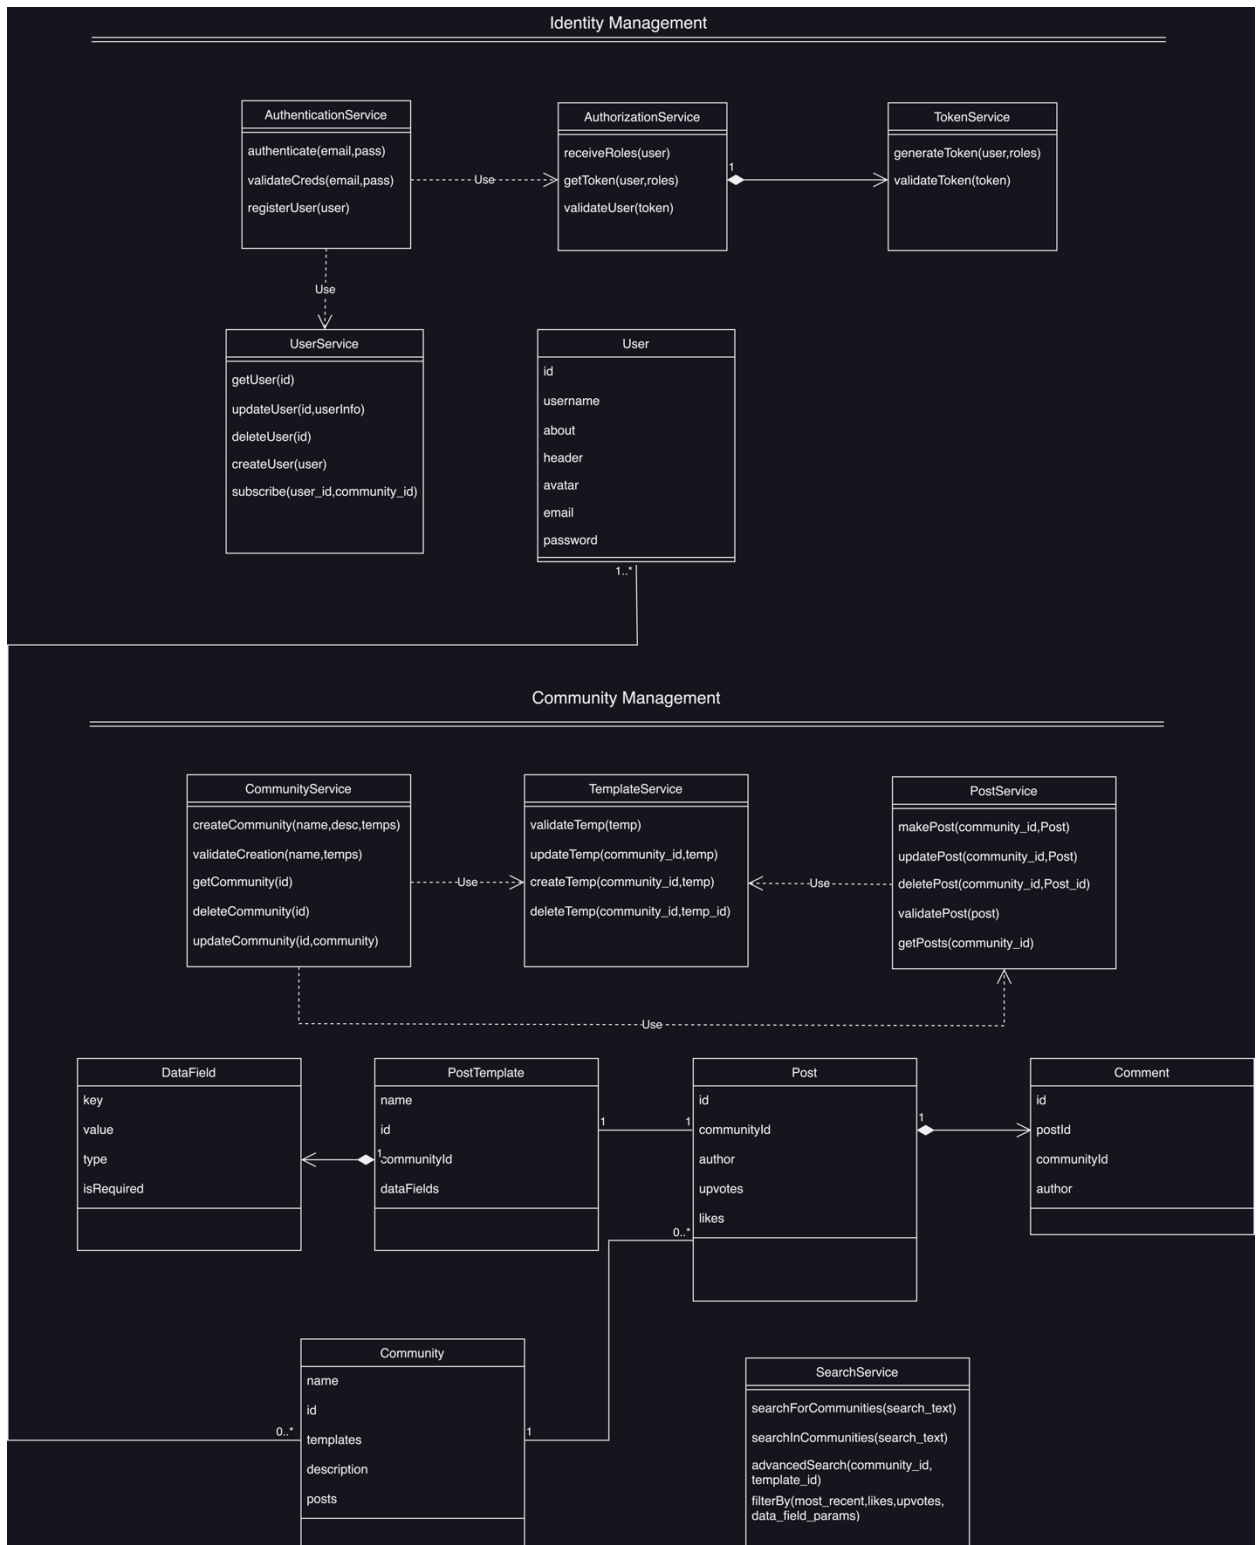 Identity Management
AuthenticationService
authenticate(email,pass)
validateCreds(email,pass)
registerUser(user)
Use
AuthorizationService
receiveRoles(user)
getToken(user,roles)
validateUser(token)
1
TokenService
generateToken(user,roles)
validateToken(token)
Use
UserService
getUser(id)
updateUser(id,userInfo)
deleteUser(id)
createUser(user)
subscribe(user_id,community_id)
User
id
username
about
header
avatar
email
password
1..*
Community Management
CommunityService
createCommunity(name,desc,temps)
validateCreation(name,temps)
getCommunity(id)
deleteCommunity(id)
updateCommunity(id,community)
Use
TemplateService
validateTemp(temp)
updateTemp(community_id,temp)
createTemp(community_id,temp)
deleteTemp(community_id,temp_id)
Use
PostService
makePost(community_id,Post)
updatePost(community_id,Post)
deletePost(community_id,Post_id)
validatePost(post)
getPosts(community_id)
Use
DataField
key
value
type
isRequired
PostTemplate
name
id
1
communityId
dataFields
1
1
Post
id
communityId
author
upvotes
likes
0..*
1
Comment
id
postId
communityId
author
Community
name
id
templates
description
posts
0..*
1
SearchService
searchForCommunities(search_text)
searchInCommunities(search_text)
advancedSearch(community_id,
template_id)
filterBy(most_recent,likes,upvotes,
data_field_params)